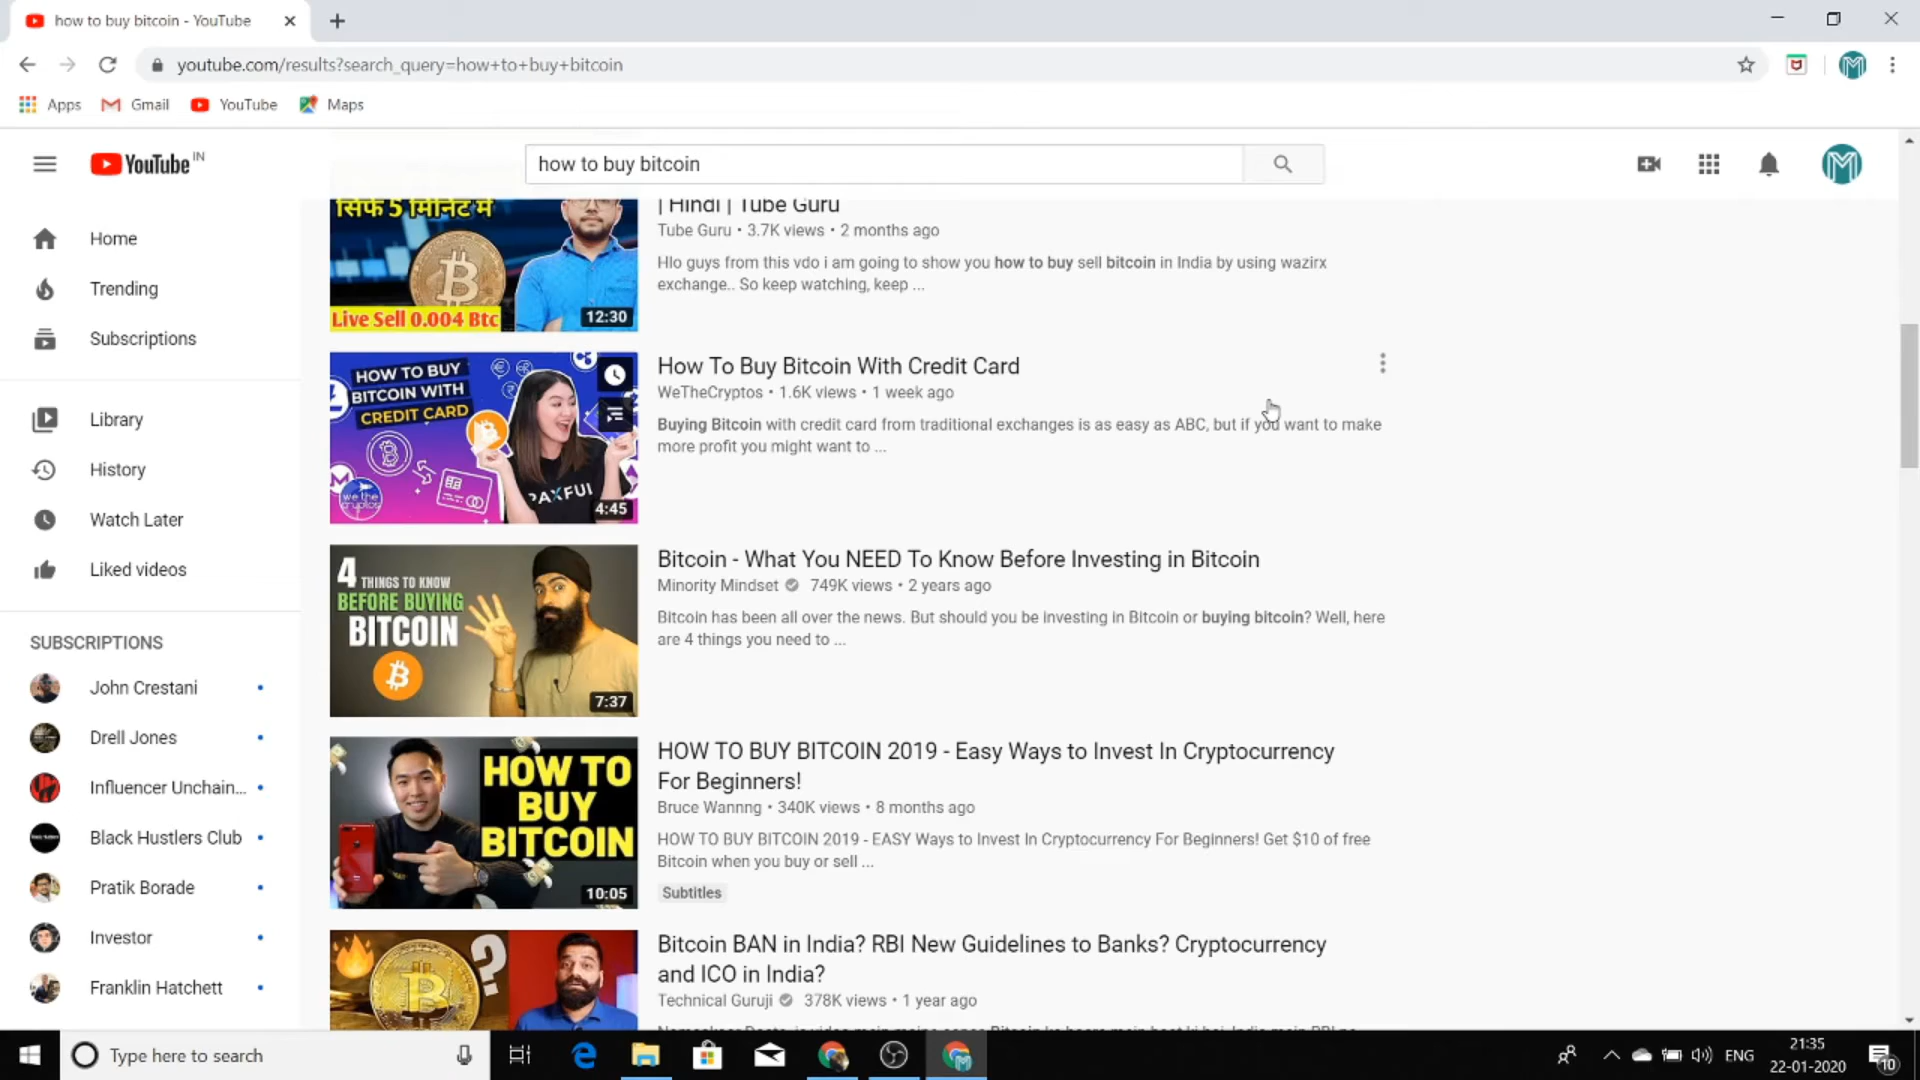 how to buy bitcoin - YouTube
youtube.com/results?search_query=how+to+buy+bitcoin
Apps Gmail YouTube Maps
YouTube IN
how to buy bitcoin
Home
Trending
Subscriptions
Library
History
Watch Later
Liked videos
SUBSCRIPTIONS
John Crestani
Drell Jones
Influencer Unchain...
Black Hustlers Club
Pratik Borade
Investor
Franklin Hatchett
सिर्फ 5 मिनिट में
Live Sell 0.004 Btc
12:30
| Hindi | Tube Guru
Tube Guru • 3.7K views • 2 months ago
Hlo guys from this vdo i am going to show you how to buy sell bitcoin in India by using wazirx
exchange.. So keep watching, keep ...
HOW TO BUY
BITCOIN WITH
CREDIT CARD
we the
cryptos
PAXFUL
4:45
How To Buy Bitcoin With Credit Card
WeTheCryptos • 1.6K views • 1 week ago
Buying Bitcoin with credit card from traditional exchanges is as easy as ABC, but if you want to make
more profit you might want to ...
4 THINGS TO KNOW
BEFORE BUYING
BITCOIN
7:37
Bitcoin - What You NEED To Know Before Investing in Bitcoin
Minority Mindset 749K views • 2 years ago
Bitcoin has been all over the news. But should you be investing in Bitcoin or buying bitcoin? Well, here
are 4 things you need to ...
HOW TO
BUY
BITCOIN
10:05
HOW TO BUY BITCOIN 2019 - Easy Ways to Invest In Cryptocurrency
For Beginners!
Bruce Wannng • 340K views • 8 months ago
HOW TO BUY BITCOIN 2019 - EASY Ways to Invest In Cryptocurrency For Beginners! Get $10 of free
Bitcoin when you buy or sell ...
Subtitles
Bitcoin BAN in India? RBI New Guidelines to Banks? Cryptocurrency
and ICO in India?
Technical Guruji 378K views • 1 year ago
Type here to search
ENG
21:35
22-01-2020
10